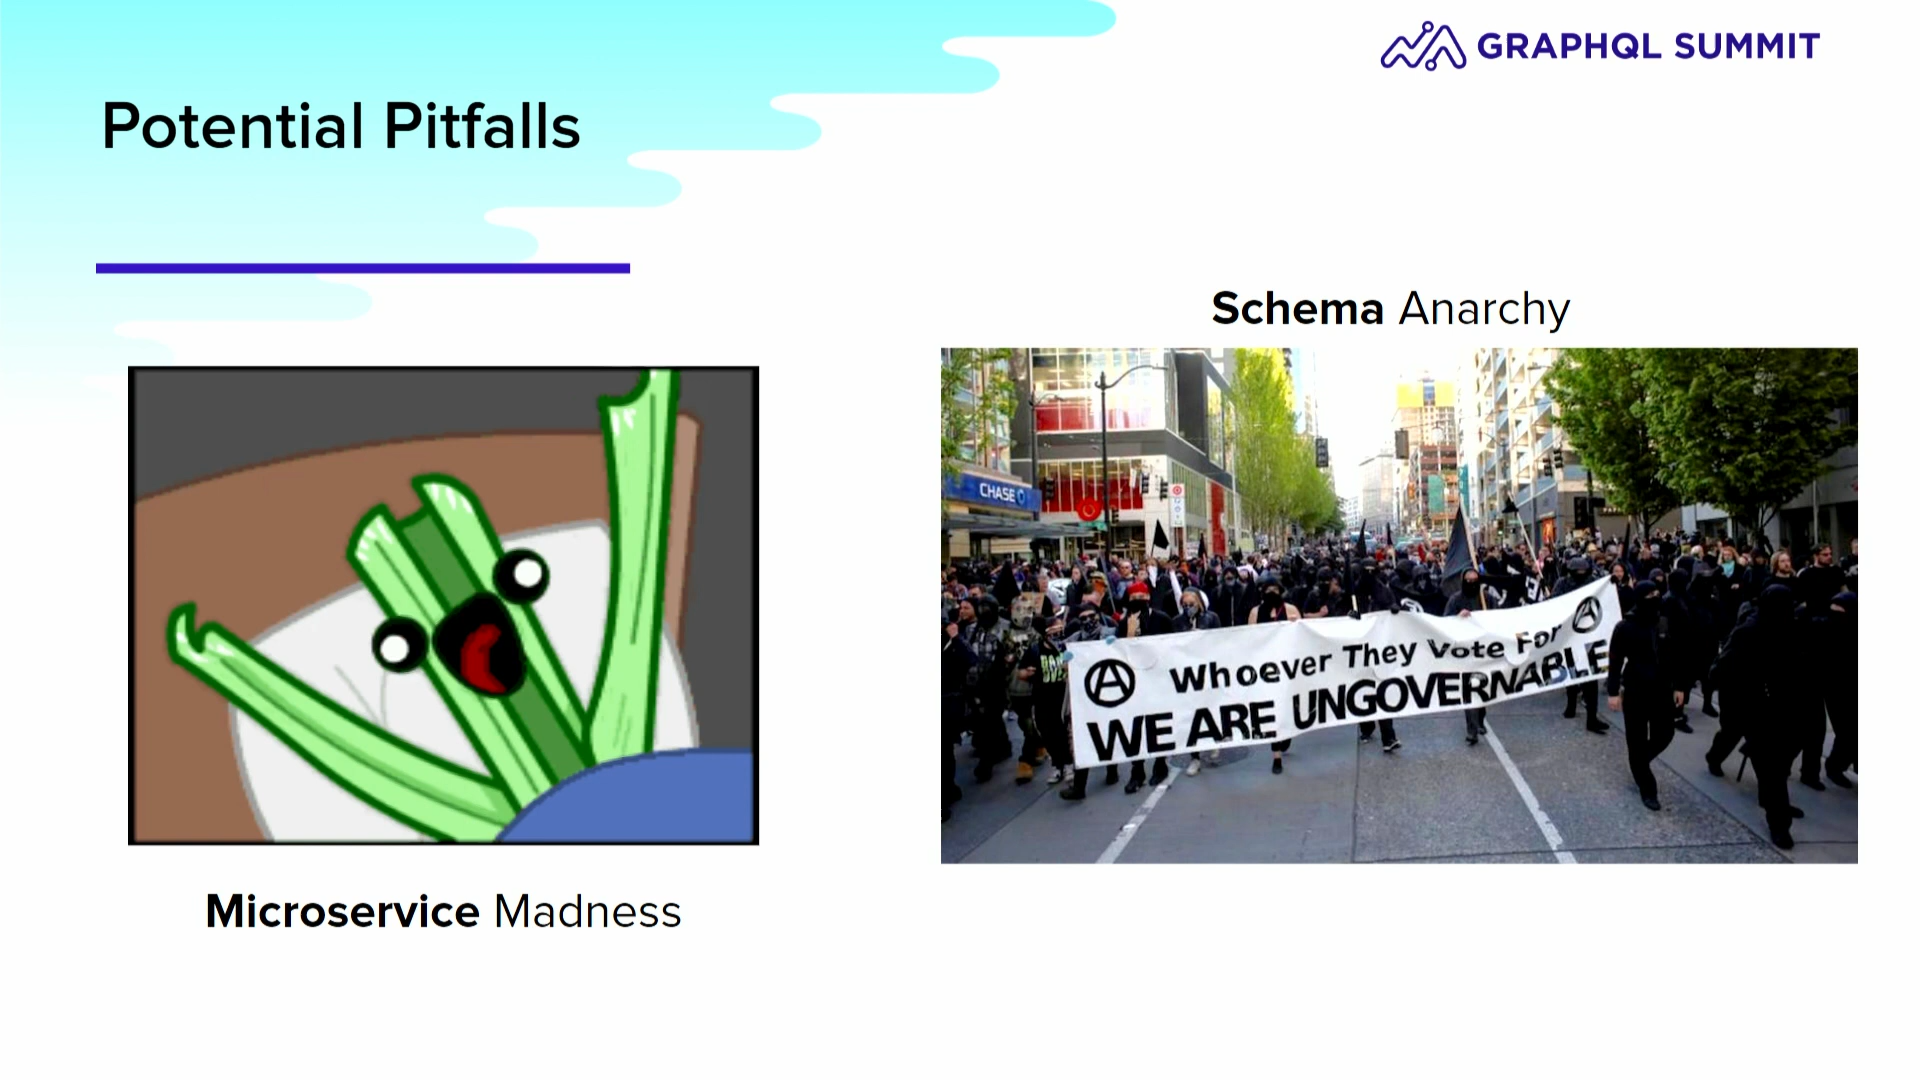 GRAPHQL SUMMIT
Potential Pitfalls
Schema Anarchy
CHASE
Whoever They Vote For
WE ARE UNGOVERNABLE
Microservice Madness